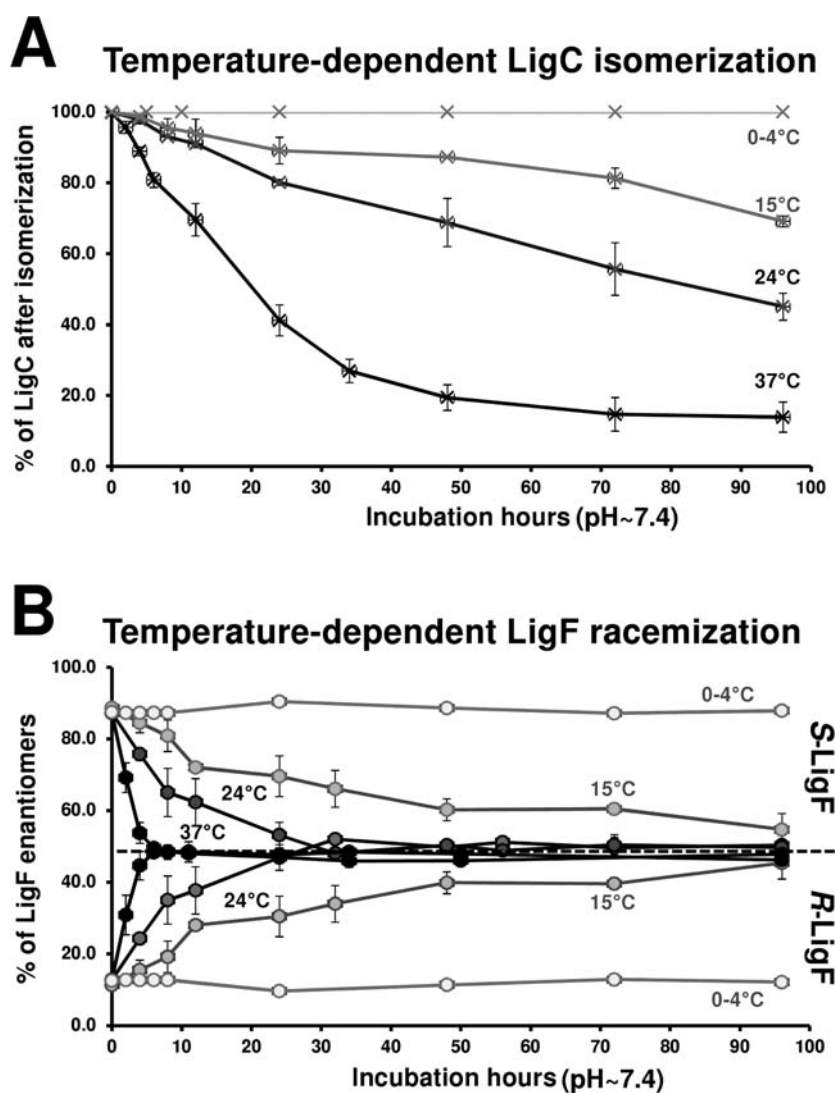 A
Temperature-dependent LigC isomerization
% of LigC after isomerization
100.0
80.0
60.0
40.0
20.0
0.0
0-4°C
15°C
24°C
37°C
0 10 20 30 40 50 60 70 80 90 100
Incubation hours (pH~7.4)
B
Temperature-dependent LigF racemization
% of LigF enantiomers
100.0
80.0
60.0
40.0
20.0
0.0
0-4°C
15°C
24°C
37°C
24°C
15°C
0-4°C
S-LigF
R-LigF
0 10 20 30 40 50 60 70 80 90 100
Incubation hours (pH~7.4)